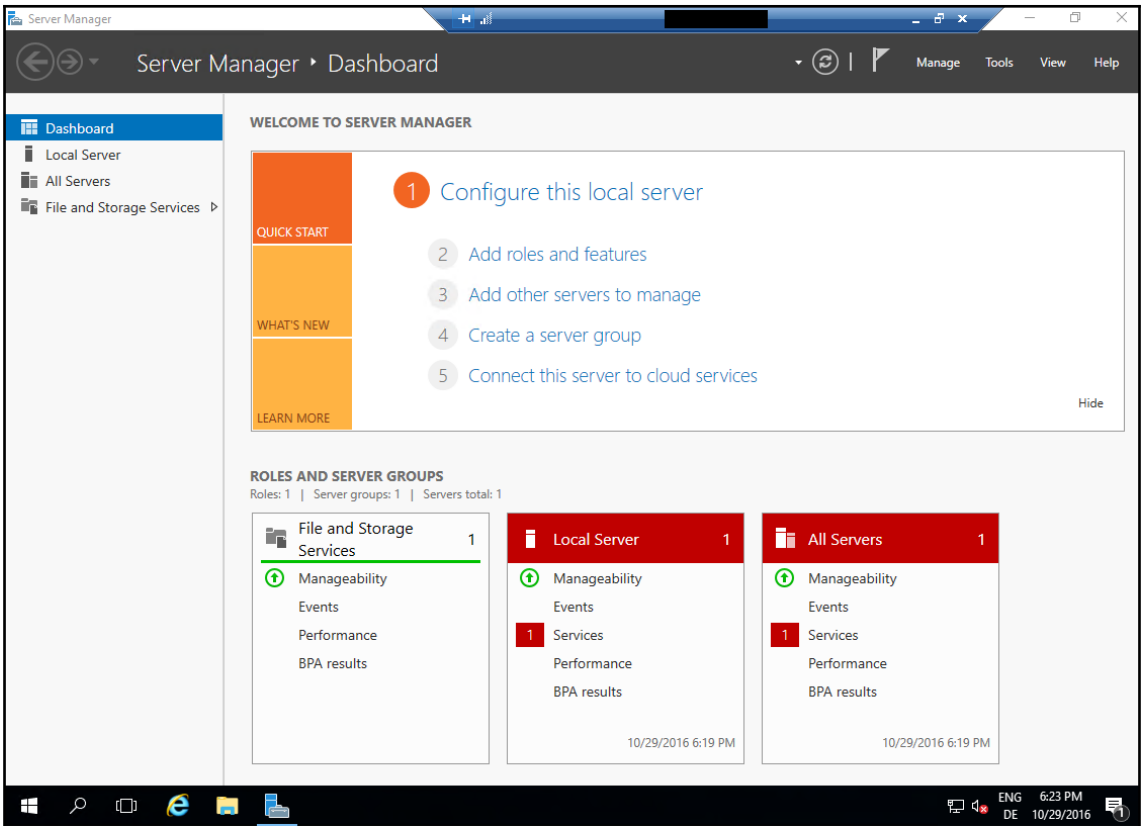 Server Manager
Server Manager ‣ Dashboard
Manage Tools View Help
Dashboard
Local Server
All Servers
File and Storage Services
WELCOME TO SERVER MANAGER
QUICK START
WHAT'S NEW
LEARN MORE
1 Configure this local server
2 Add roles and features
3 Add other servers to manage
4 Create a server group
5 Connect this server to cloud services
Hide
ROLES AND SERVER GROUPS
Roles: 1 | Server groups: 1 | Servers total: 1
File and Storage
Services 1
Manageability
Events
Performance
BPA results
Local Server 1
Manageability
Events
1 Services
Performance
BPA results
10/29/2016 6:19 PM
All Servers 1
Manageability
Events
1 Services
Performance
BPA results
10/29/2016 6:19 PM
ENG
DE
6:23 PM
10/29/2016
1